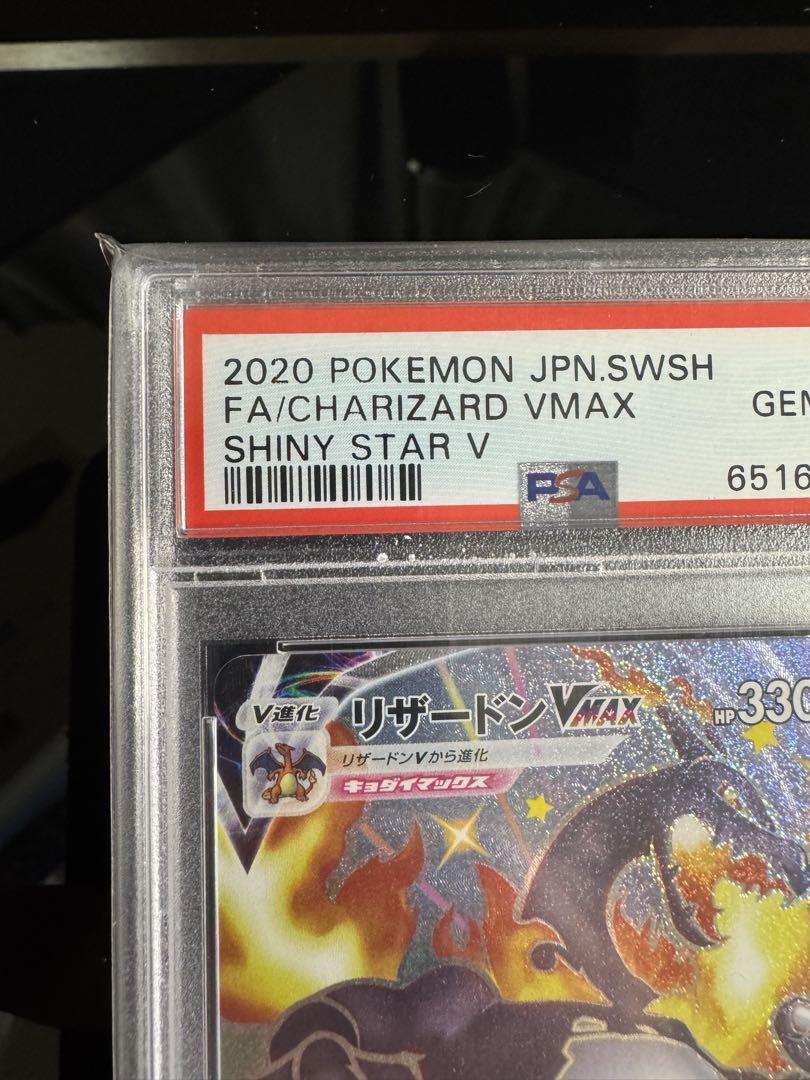 2020 POKEMON JPN.SWSH
FA/CHARIZARD VMAX
GEM
SHINY STAR V
PSA
6516
V進化
リザードンVMAX
HP330
リザードンVから進化
キョダイマックス